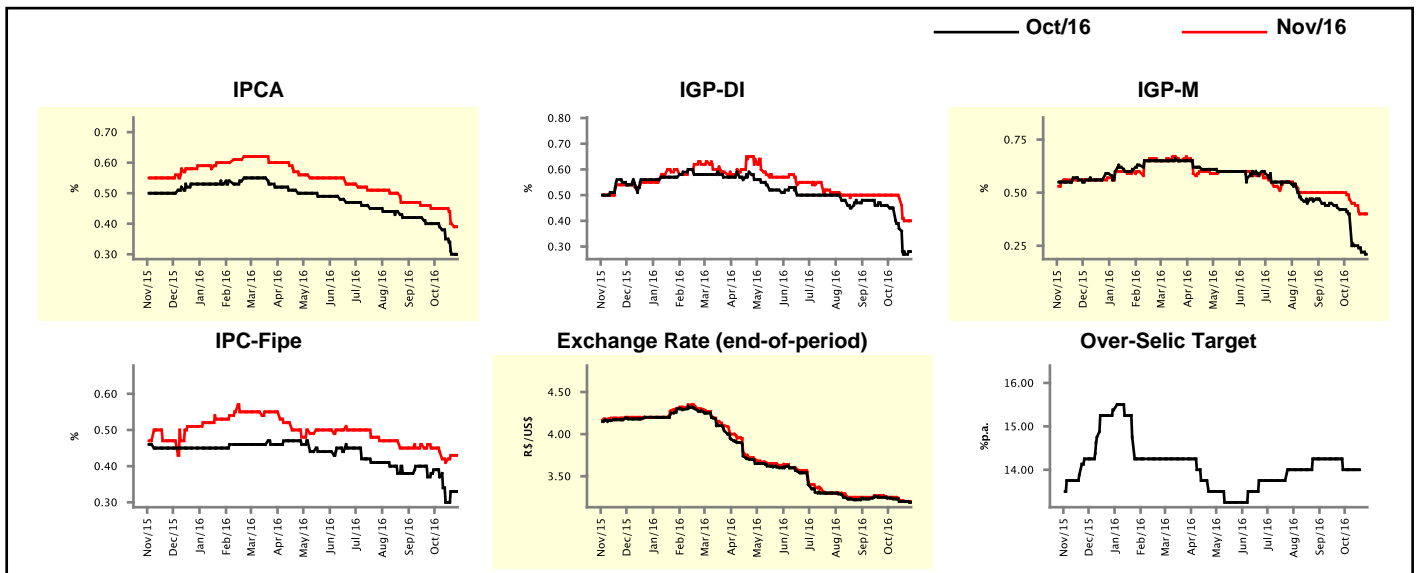 Oct/16 Nov/16
IPCA
%
0.70
0.60
0.50
0.40
0.30
Nov/15 Dec/15 Jan/16 Feb/16 Mar/16 Apr/16 May/16 Jun/16 Jul/16 Aug/16 Sep/16 Oct/16
IGP-DI
%
0.80
0.70
0.60
0.50
0.40
0.30
Nov/15 Dec/15 Jan/16 Feb/16 Mar/16 Apr/16 May/16 Jun/16 Jul/16 Aug/16 Sep/16 Oct/16
IGP-M
%
0.75
0.50
0.25
Nov/15 Dec/15 Jan/16 Feb/16 Mar/16 Apr/16 May/16 Jun/16 Jul/16 Aug/16 Sep/16 Oct/16
IPC-Fipe
%
0.60
0.50
0.40
0.30
Nov/15 Dec/15 Jan/16 Feb/16 Mar/16 Apr/16 May/16 Jun/16 Jul/16 Aug/16 Sep/16 Oct/16
Exchange Rate (end-of-period)
R$/US$
4.50
4.00
3.50
Nov/15 Dec/15 Jan/16 Feb/16 Mar/16 Apr/16 May/16 Jun/16 Jul/16 Aug/16 Sep/16 Oct/16
Over-Selic Target
%p.a.
16.00
15.00
14.00
Nov/15 Dec/15 Jan/16 Feb/16 Mar/16 Apr/16 May/16 Jun/16 Jul/16 Aug/16 Sep/16 Oct/16